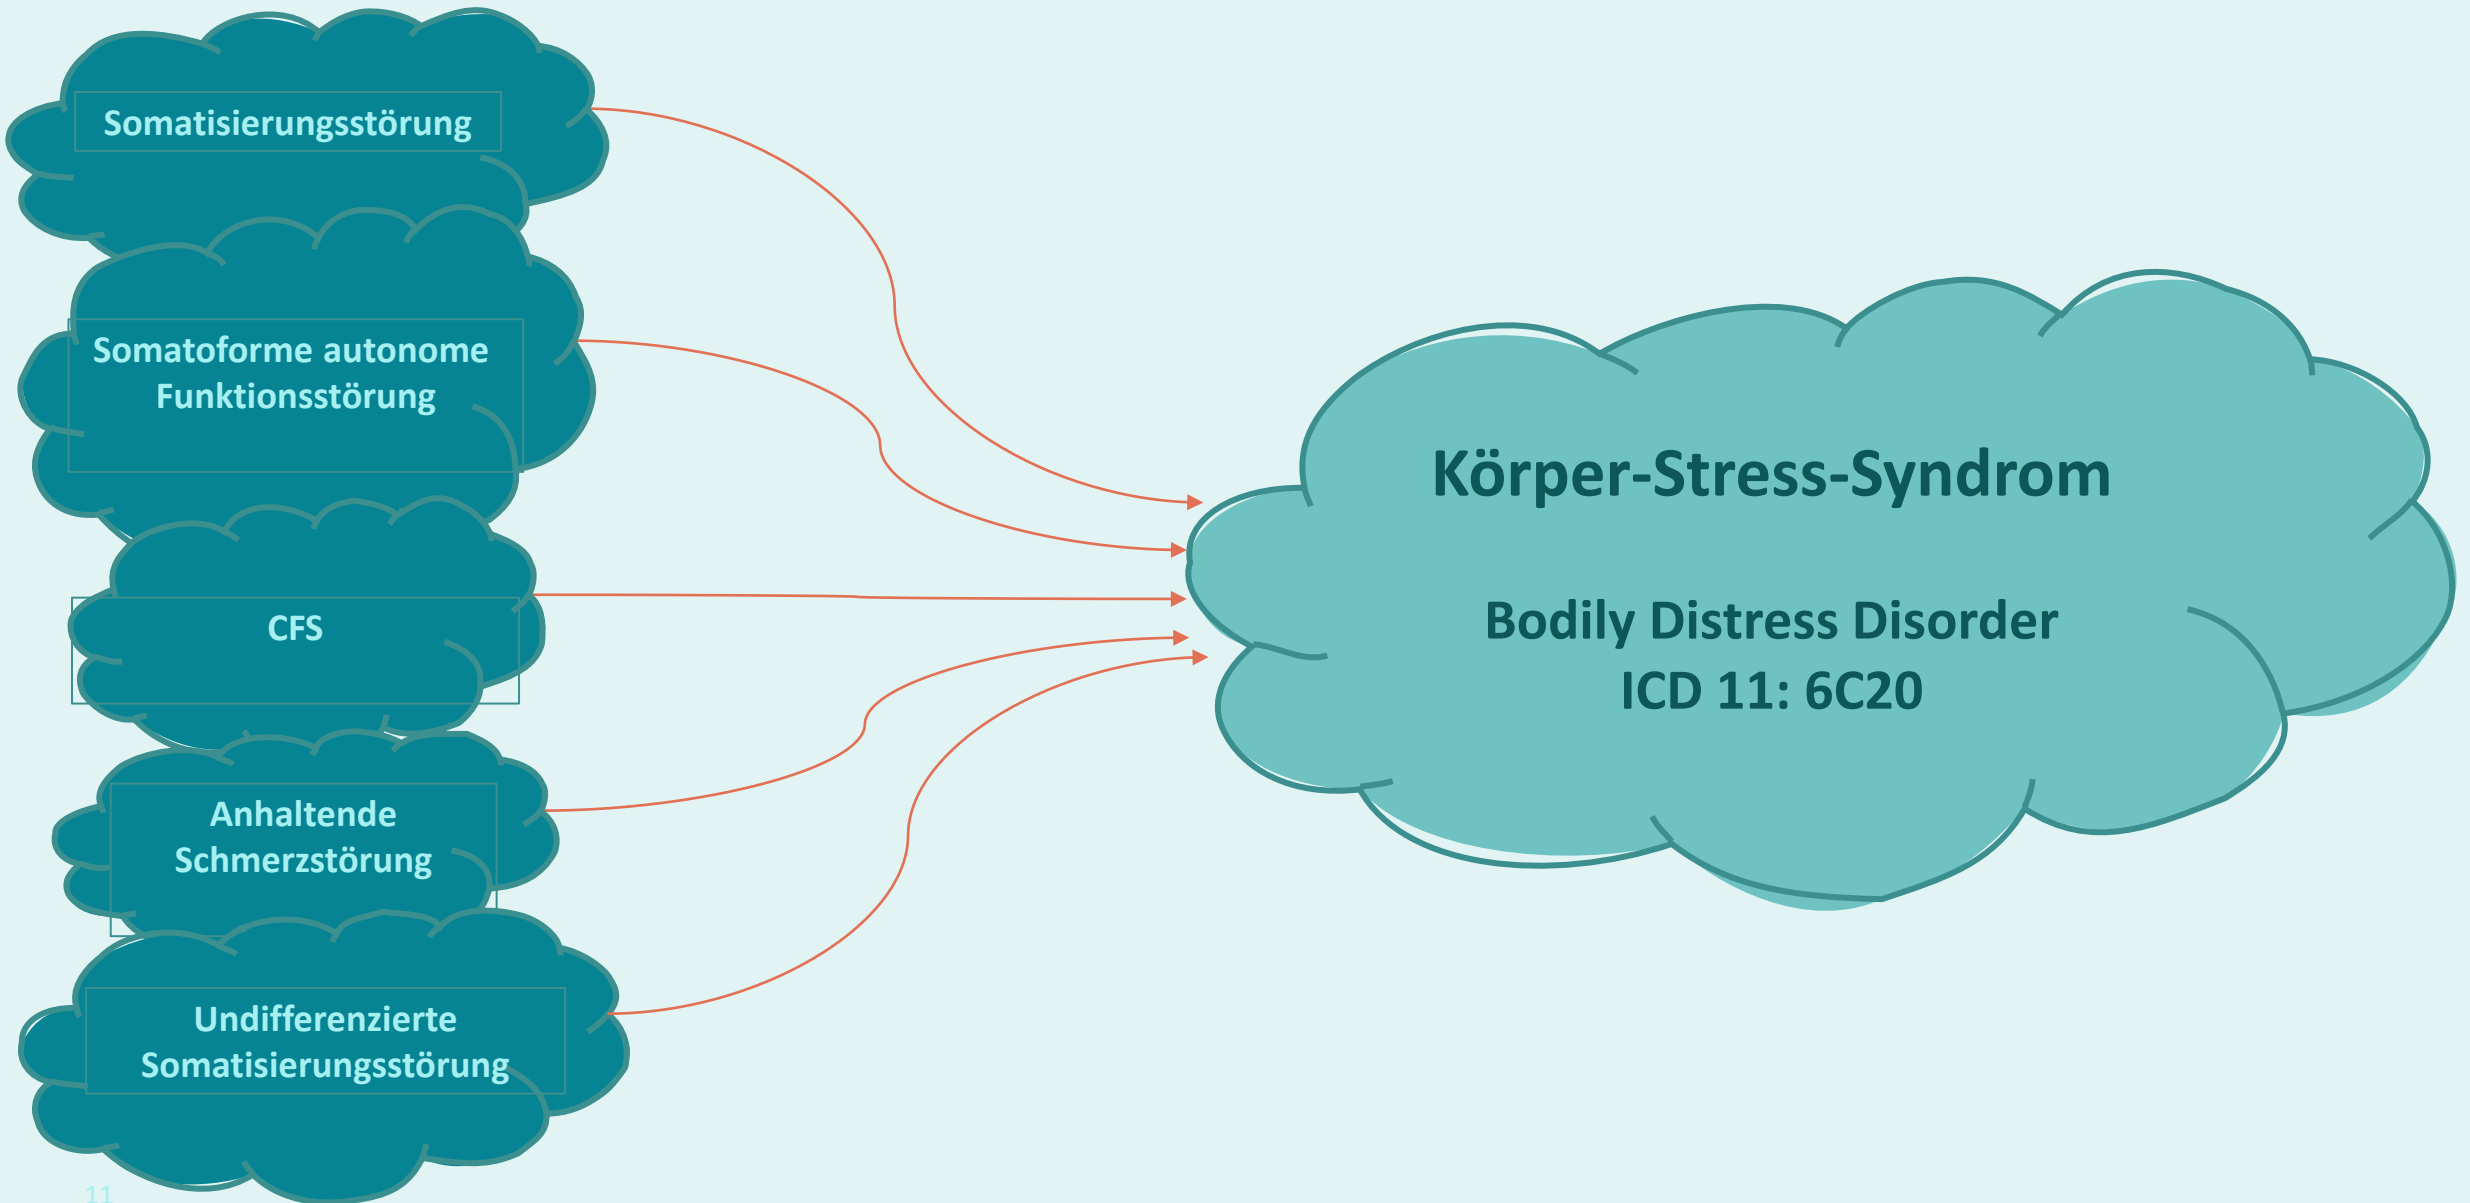 Somatisierungsstörung
Somatoforme autonome
Funktionsstörung
CFS
Anhaltende
Schmerzstörung
Undifferenzierte
Somatisierungsstörung
Körper-Stress-Syndrom
Bodily Distress Disorder
ICD 11: 6C20
11